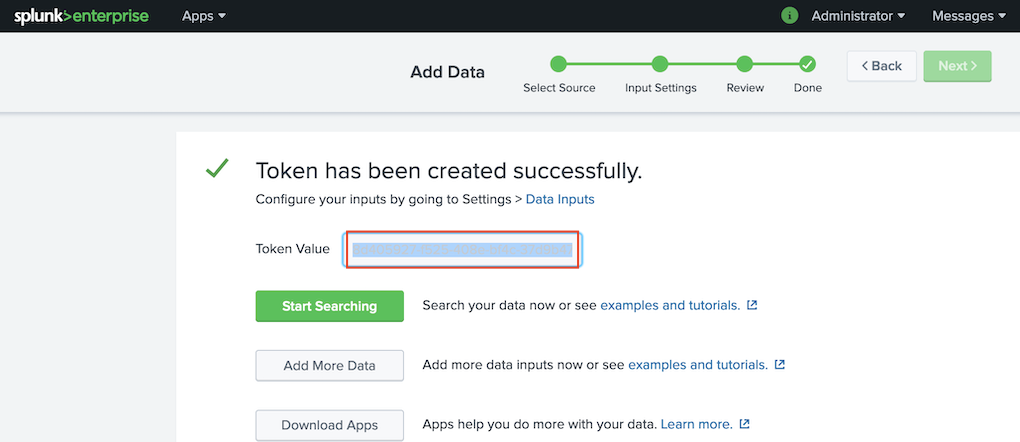 splunk>enterprise Apps i Administrator Messages
Add Data
Select Source Input Settings Review Done
< Back Next >
Token has been created successfully.
Configure your inputs by going to Settings > Data Inputs
Token Value
Start Searching Search your data now or see examples and tutorials.
Add More Data Add more data inputs now or see examples and tutorials.
Download Apps Apps help you do more with your data. Learn more.